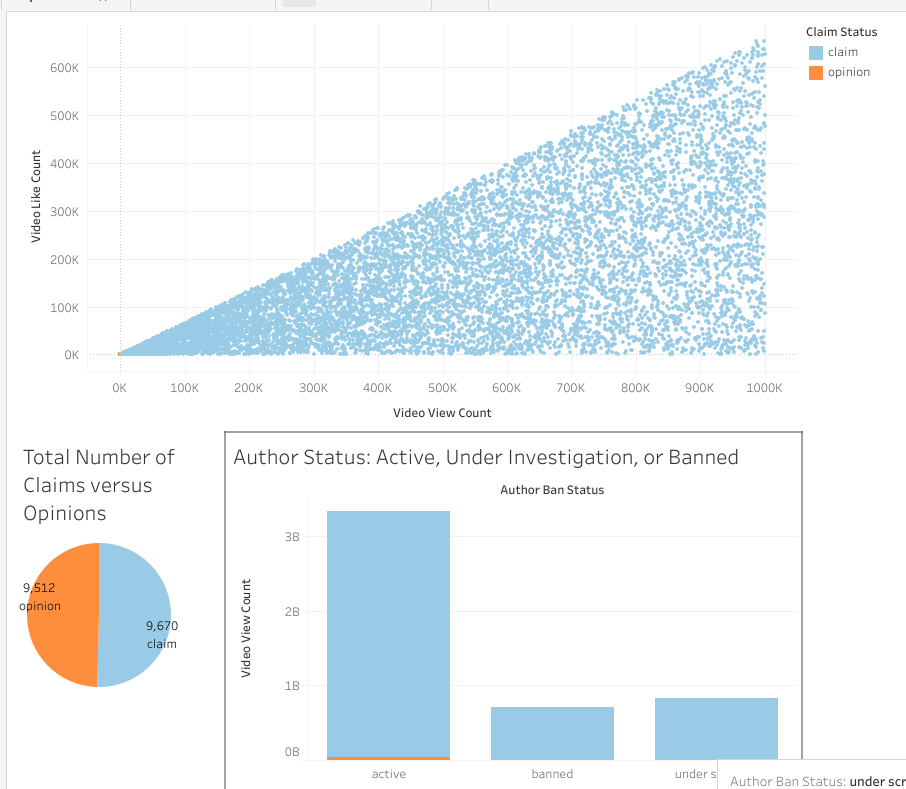 Claim Status
claim
opinion
600K
500K
400K
300K
200K
100K
0K
Video Like Count
0K 100K 200K 300K 400K 500K 600K 700K 800K 900K 1000K
Video View Count
Total Number of
Claims versus
Opinions
9,512
opinion
9,670
claim
Author Status: Active, Under Investigation, or Banned
Author Ban Status
3B
2B
1B
0B
Video View Count
active banned under s
Author Ban Status: under scr